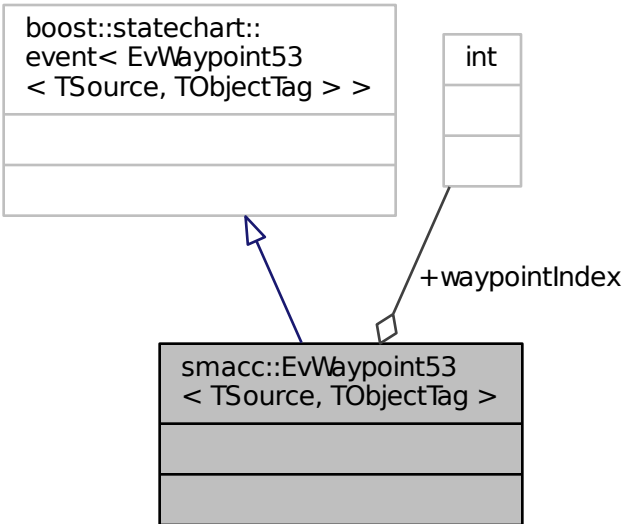 boost::statechart::
event< EvWaypoint53
< TSource, TObjectTag > >
int
+waypointIndex
smacc::EvWaypoint53
< TSource, TObjectTag >